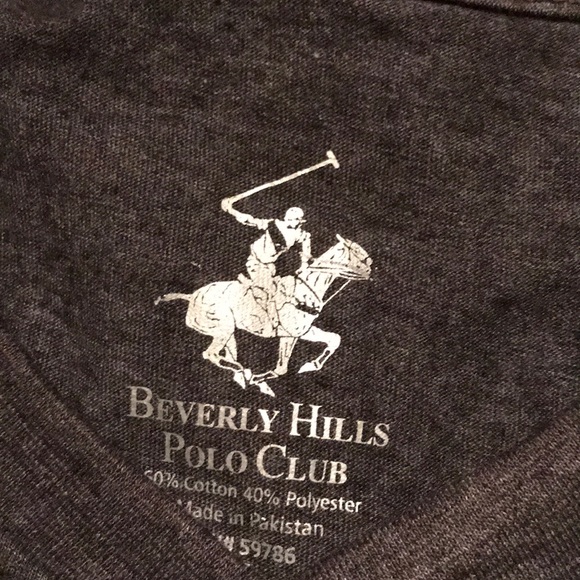 BEVERLY HILLS
POLO CLUB
60% Cotton 40% Polyester
Made in Pakistan
59786